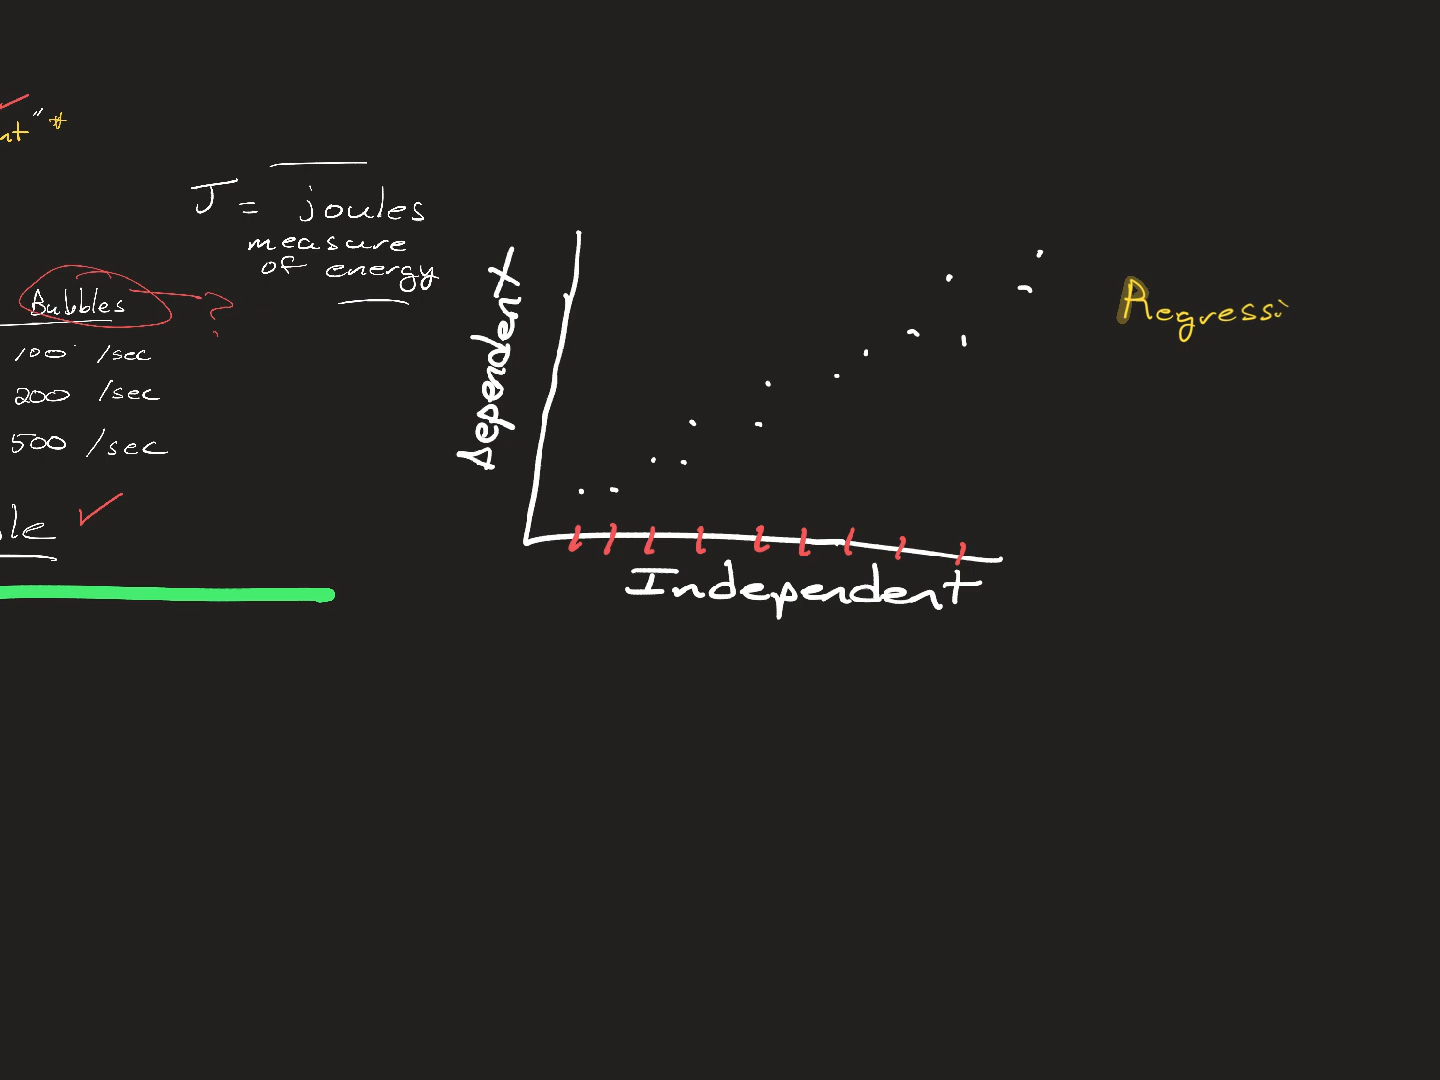 nt" *
J = joules
measure
of energy
Bubbles ?
100 /sec
200 /sec
500 /sec
le
Dependent
Independent
Regressi